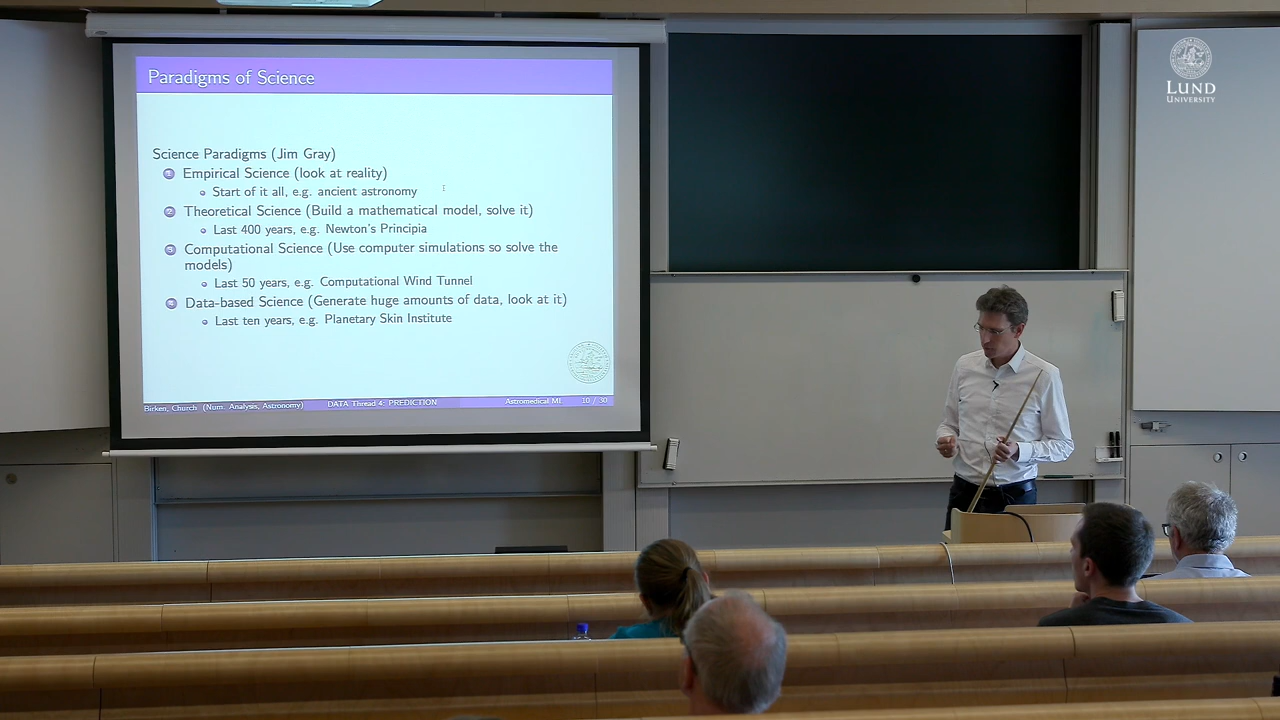 Paradigms of Science
Science Paradigms (Jim Gray)
1 Empirical Science (look at reality)
Start of it all, e.g. ancient astronomy
2 Theoretical Science (Build a mathematical model, solve it)
Last 400 years, e.g. Newton's Principia
3 Computational Science (Use computer simulations so solve the
models)
Last 50 years, e.g. Computational Wind Tunnel
Data-based Science (Generate huge amounts of data, look at it)
Last ten years, e.g. Planetary Skin Institute
Birken, Church (Num. Analysis, Astronomy) DATA Thread 4: PREDICTION Astromedical ML 10 / 30
LUND
UNIVERSITY